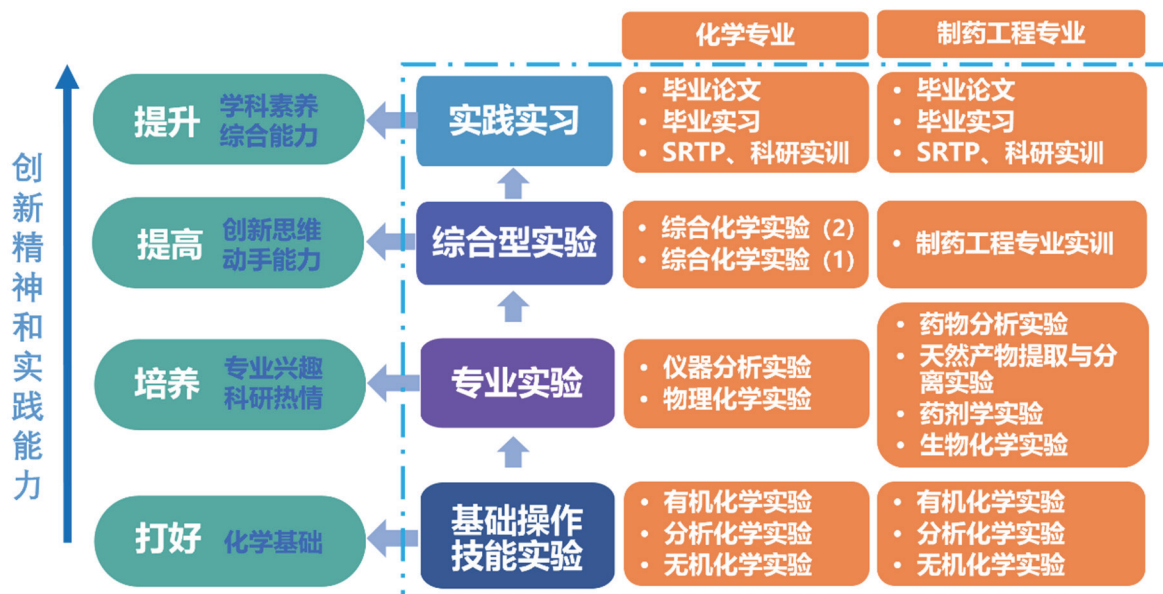 化学专业
制药工程专业
创新精神和实践能力
提升
学科素养
综合能力
实践实习
• 毕业论文
• 毕业实习
• SRTP、科研实训
• 毕业论文
• 毕业实习
• SRTP、科研实训
提高
创新思维
动手能力
综合型实验
• 综合化学实验（2）
• 综合化学实验（1）
• 制药工程专业实训
培养
专业兴趣
科研热情
专业实验
• 仪器分析实验
• 物理化学实验
• 药物分析实验
• 天然产物提取与分
离实验
• 药剂学实验
• 生物化学实验
打好
化学基础
基础操作
技能实验
• 有机化学实验
• 分析化学实验
• 无机化学实验
• 有机化学实验
• 分析化学实验
• 无机化学实验